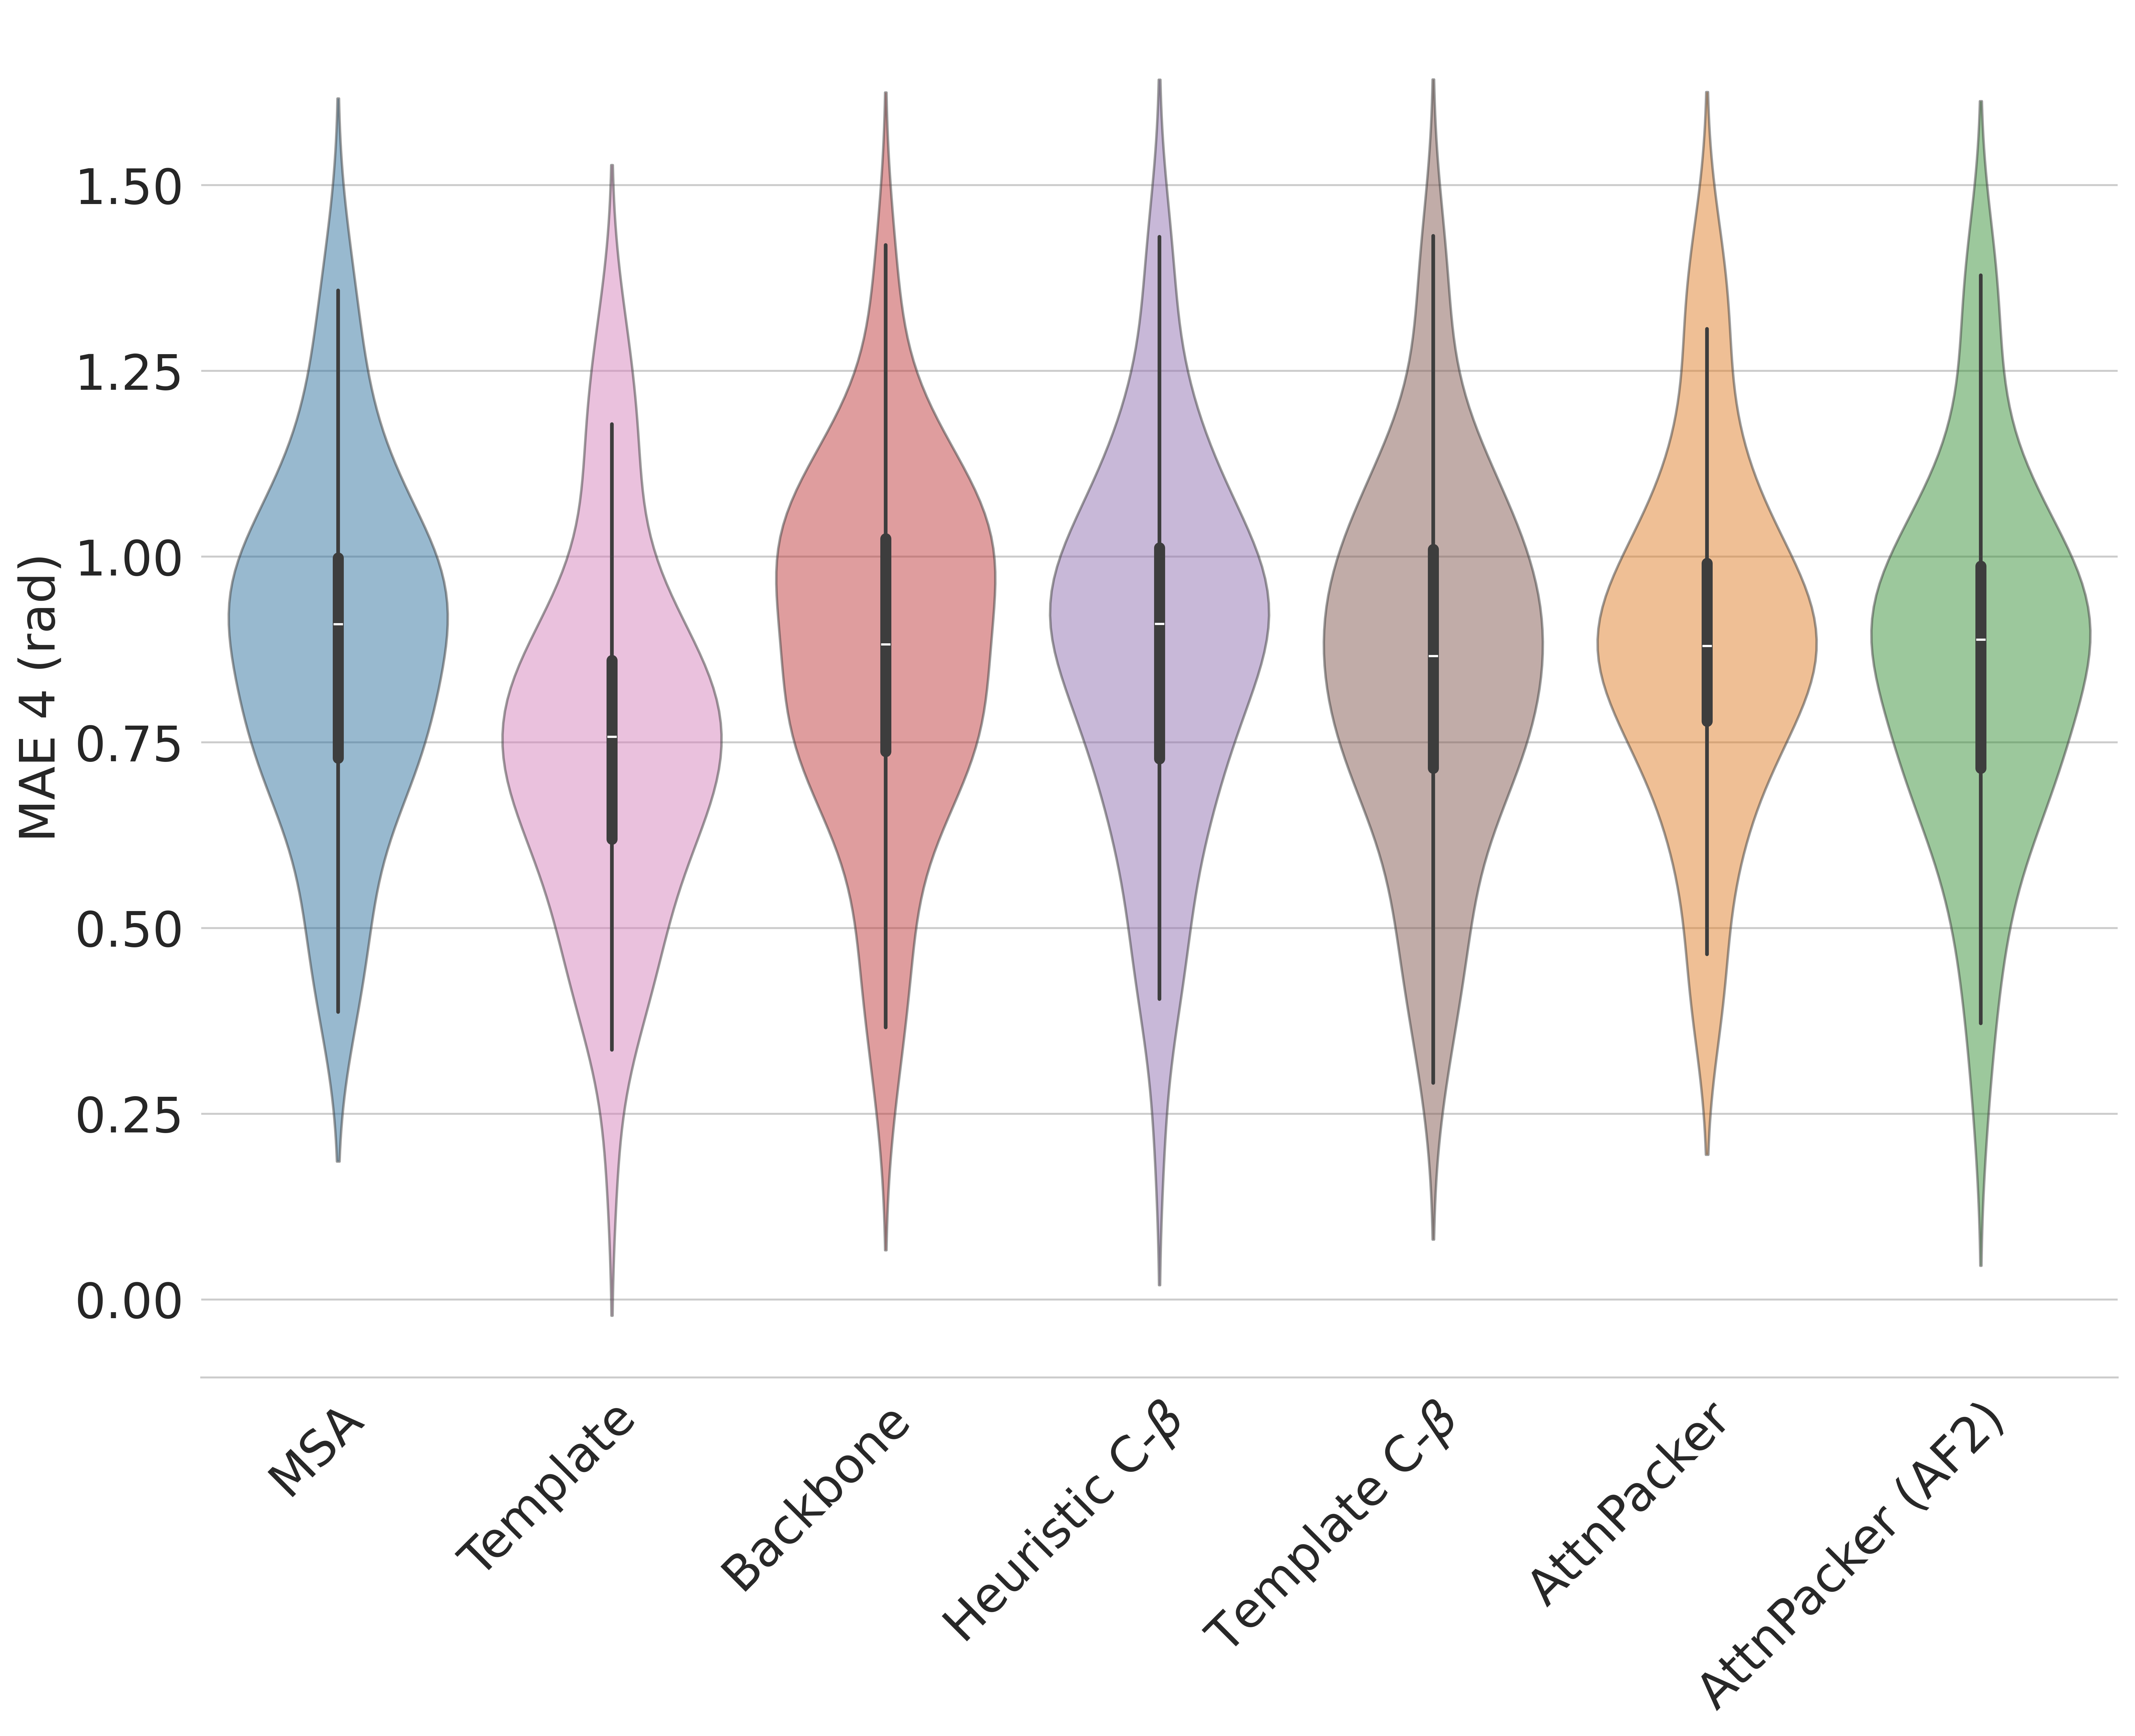 MAE 4 (rad)
1.50
1.25
1.00
0.75
0.50
0.25
0.00
MSA
Template
Backbone
Heuristic C-β
Template C-β
AttnPacker
AttnPacker (AF2)